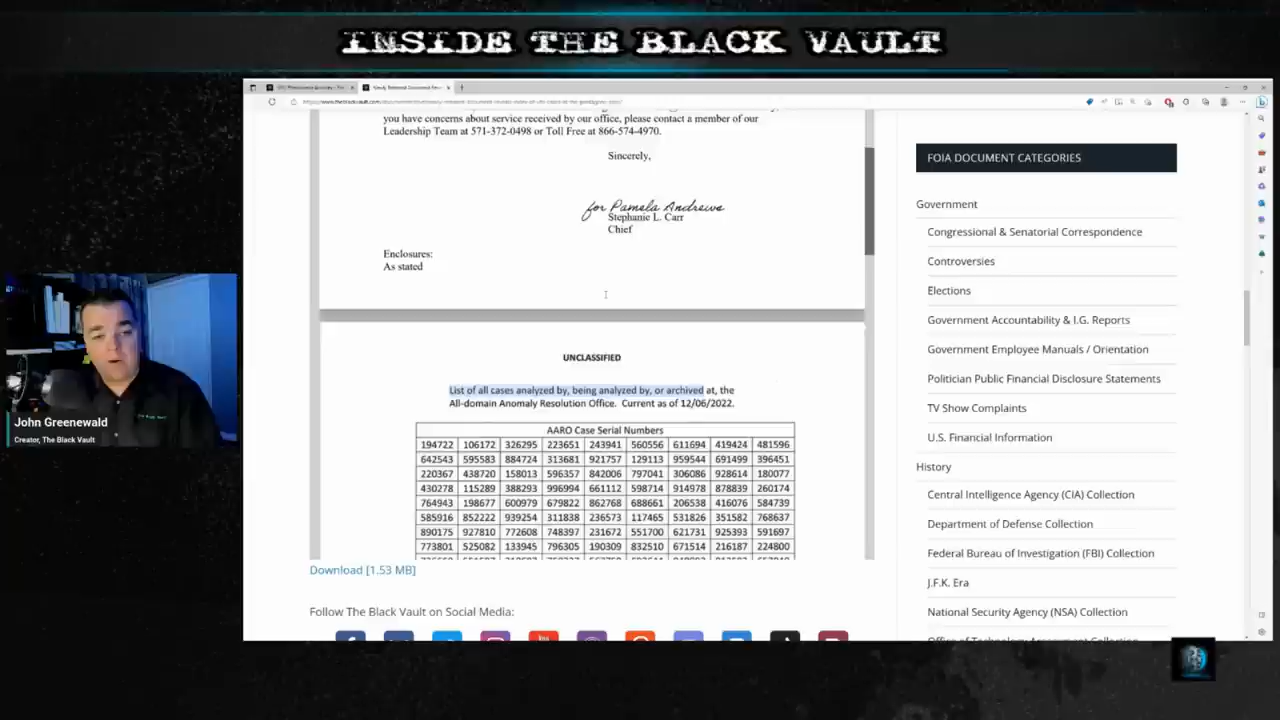 INSIDE THE BLACK VAULT
you have concerns about service received by our office, please contact a member of our
Leadership Team at 571-372-0498 or Toll Free at 866-574-4970.
Sincerely,
for Pamela Andrews
Stephanie L. Carr
Chief
Enclosures:
As stated
UNCLASSIFIED
List of all cases analyzed by, being analyzed by, or archived at, the
All-domain Anomaly Resolution Office. Current as of 12/06/2022.
AARO Case Serial Numbers
194722 106172 326295 223651 243941 560556 611694 419424 481596
642543 595583 884724 313681 921757 129113 959544 691499 396451
220367 438720 158013 596357 842006 797041 306086 928614 180077
430278 115289 388293 996994 661112 598714 914978 878839 260174
764943 198677 600979 679822 862768 688661 206538 416076 584739
585916 852222 939254 311838 236573 117465 531826 351582 768637
890175 927810 772608 748397 231672 551700 621731 925393 591697
773801 525082 133945 796305 190309 832510 671514 216187 224800
Download [1.53 MB]
Follow The Black Vault on Social Media:
FOIA DOCUMENT CATEGORIES
Government
Congressional & Senatorial Correspondence
Controversies
Elections
Government Accountability & I.G. Reports
Government Employee Manuals / Orientation
Politician Public Financial Disclosure Statements
TV Show Complaints
U.S. Financial Information
History
Central Intelligence Agency (CIA) Collection
Department of Defense Collection
Federal Bureau of Investigation (FBI) Collection
J.F.K. Era
National Security Agency (NSA) Collection
Office of Technology Assessment Collection
John Greenewald
Creator, The Black Vault